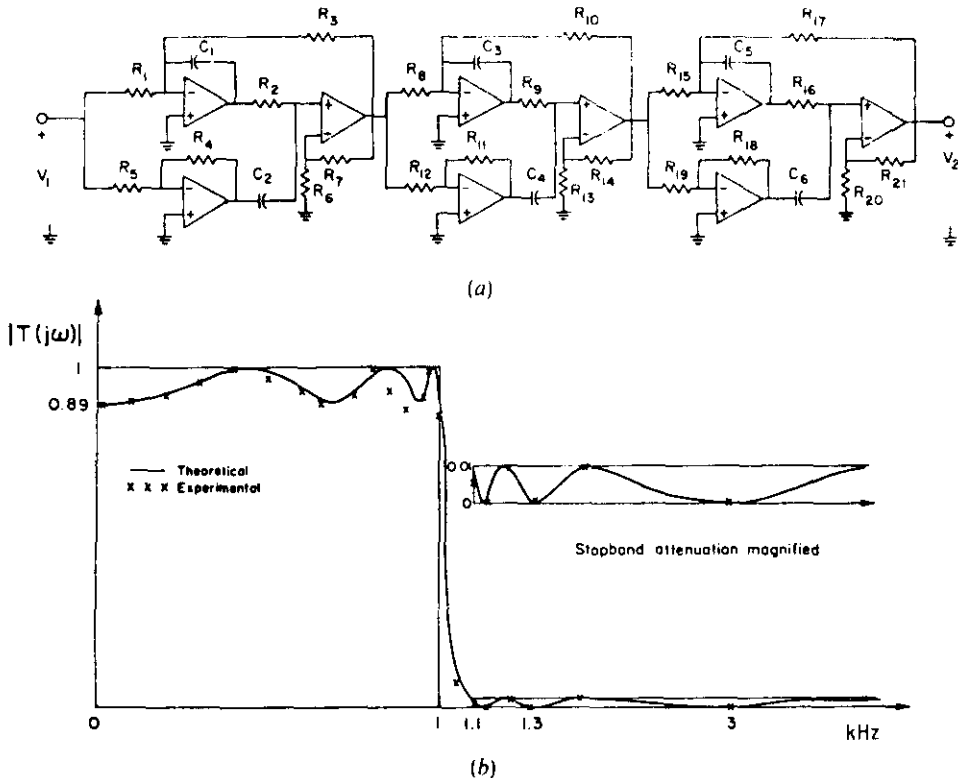 R3
R10
R17
C1
C3
C5
R1
R2
R8
R9
R15
R16
+
V1
R4
R11
R18
R5
C2
R6
R7
R12
C4
R13
R14
R19
C6
R20
R21
+
V2
(a)
|T(jω)|
1
0.89
Theoretical
x x x Experimental
0
Stopband attenuation magnified
0
1
1.1
1.3
3
kHz
(b)